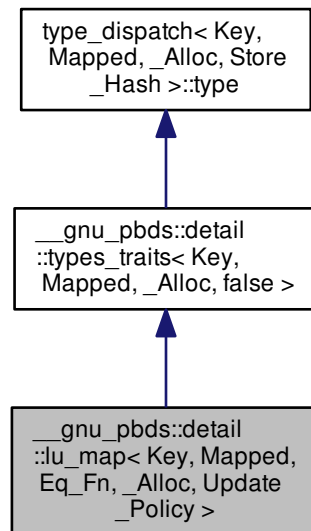 type_dispatch< Key,
Mapped, _Alloc, Store
_Hash >::type
__gnu_pbds::detail
::types_traits< Key,
Mapped, _Alloc, false >
__gnu_pbds::detail
::lu_map< Key, Mapped,
Eq_Fn, _Alloc, Update
_Policy >